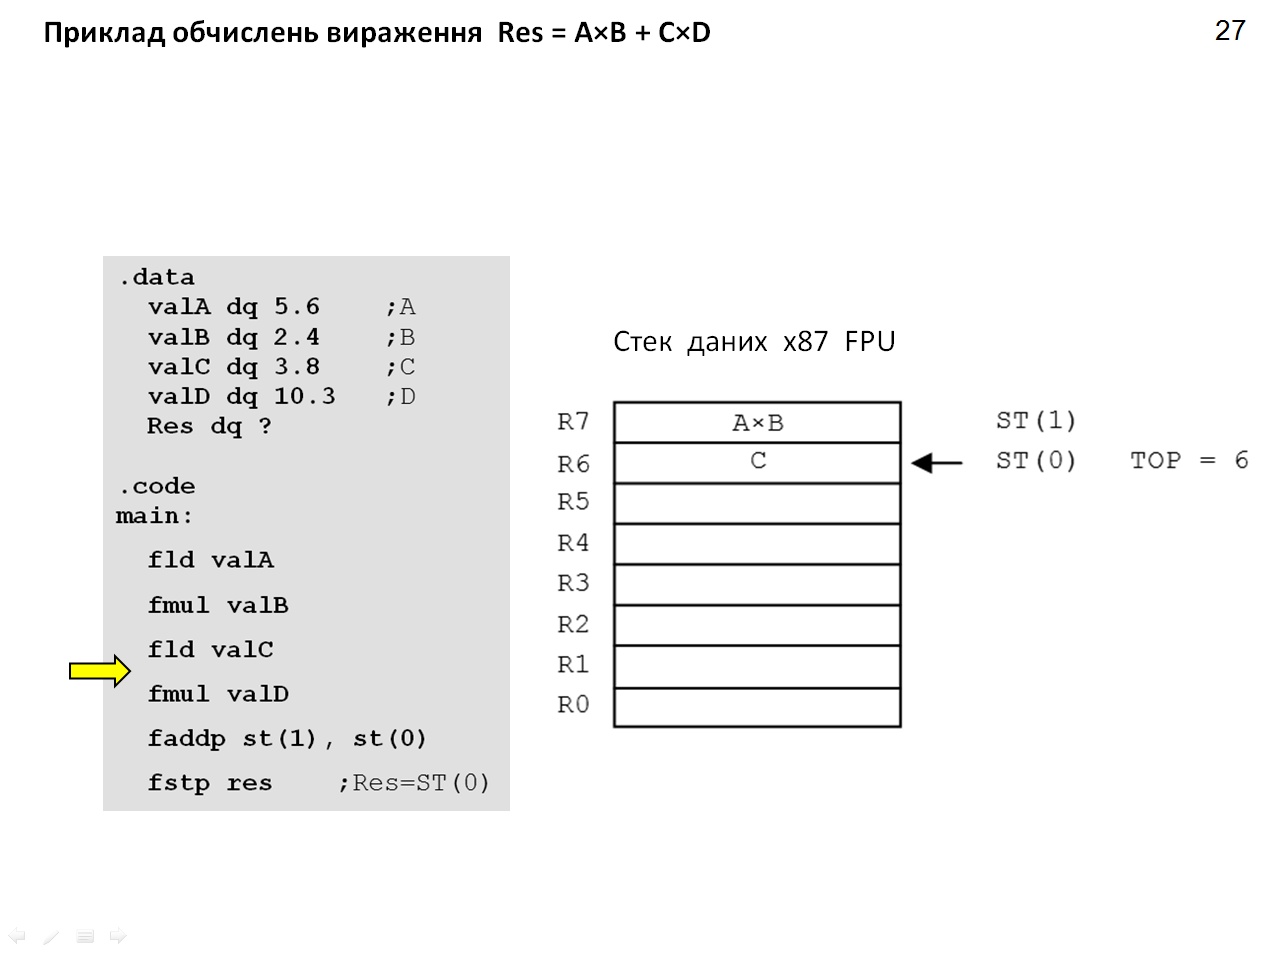 Приклад обчислень вираження Res = A×B + C×D
27
.data
valA dq 5.6 ;A
valB dq 2.4 ;B
valC dq 3.8 ;C
valD dq 10.3 ;D
Res dq ?
.code
main:
fld valA
fmul valB
fld valC
fmul valD
faddp st(1), st(0)
fstp res ;Res=ST(0)
Стек даних x87 FPU
R7 A×B ST(1)
R6 C ST(0) TOP = 6
R5
R4
R3
R2
R1
R0